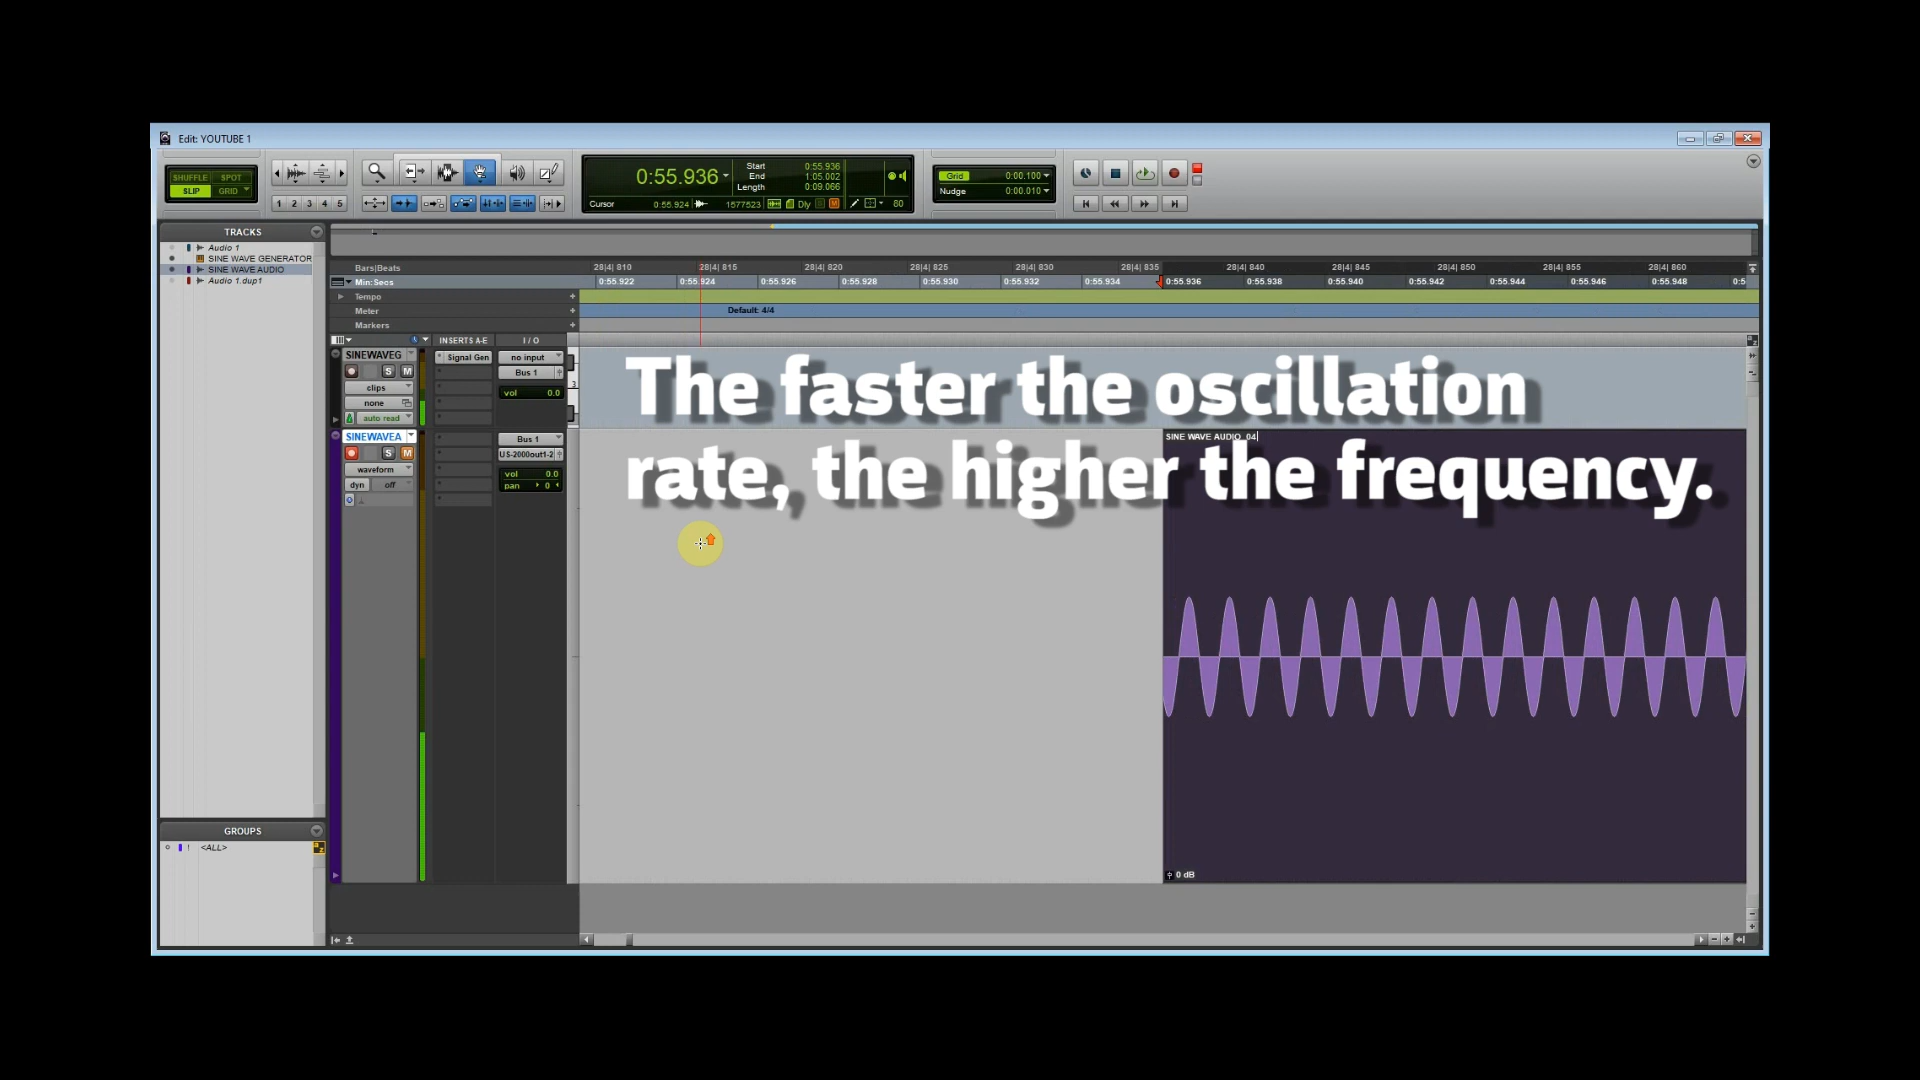 Edit: YOUTUBE 1
SHUFFLE SPOT
SLIP GRID
1 2 3 4 5
0:55.936
Start 0:55.936
End 1:05.002
Length 0:09.066
Cursor 0:55.924 1577523 Dly 80
Grid 0:00.100
Nudge 0:00.010
TRACKS
Audio 1
SINE WAVE GENERATOR
SINE WAVE AUDIO
Audio 1.dup1
Bars|Beats 28|4| 810 28|4| 815 28|4| 820 28|4| 825 28|4| 830 28|4| 835 28|4| 840 28|4| 845 28|4| 850 28|4| 855 28|4| 860
Min:Secs 0:55.922 0:55.924 0:55.926 0:55.928 0:55.930 0:55.932 0:55.934 0:55.936 0:55.938 0:55.940 0:55.942 0:55.944 0:55.946 0:55.948 0:5
Tempo
Meter Default: 4/4
Markers
INSERTS A-E I / O
SINEWAVEG Signal Gen no input
S M Bus 1
clips vol 0.0
none
auto read
The faster the oscillation
rate, the higher the frequency.
SINEWAVEA Bus 1
S M US-2000out1-2
waveform vol 0.0
dyn off pan 0
SINE WAVE AUDIO_04
0 dB
GROUPS
! <ALL>